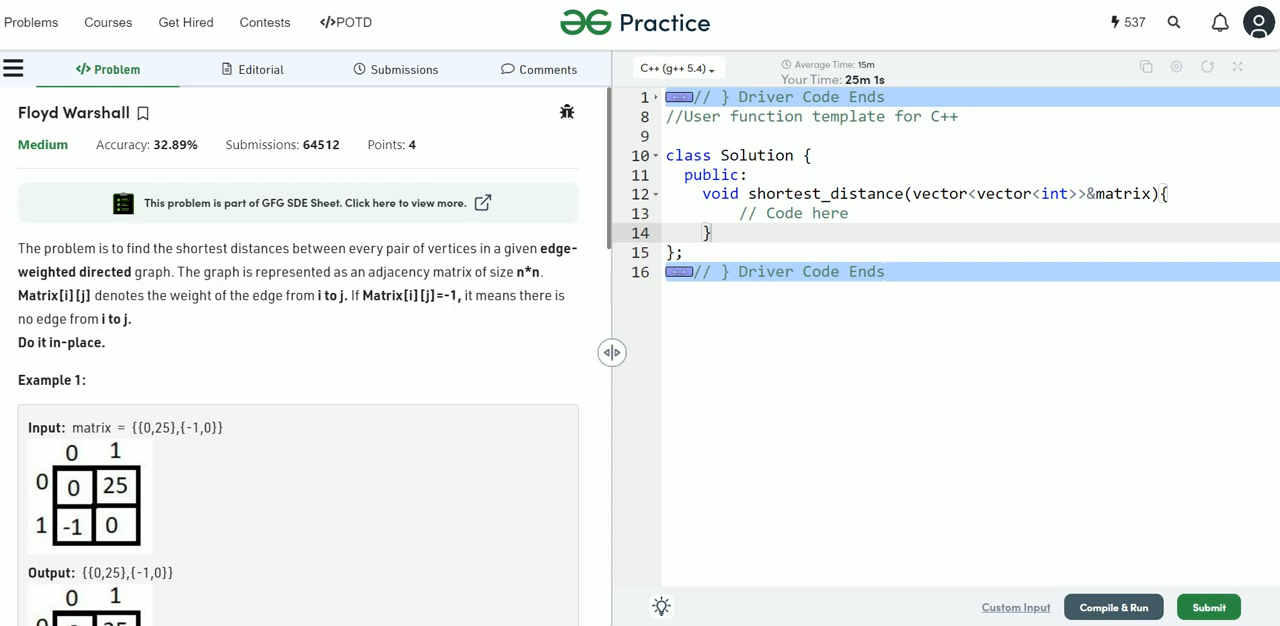 Problems Courses Get Hired Contests </>POTD Practice 537
</> Problem Editorial Submissions Comments
Floyd Warshall
Medium Accuracy: 32.89% Submissions: 64512 Points: 4
This problem is part of GFG SDE Sheet. Click here to view more.
The problem is to find the shortest distances between every pair of vertices in a given edge-
weighted directed graph. The graph is represented as an adjacency matrix of size n*n.
Matrix[i][j] denotes the weight of the edge from i to j. If Matrix[i][j]=-1, it means there is
no edge from i to j.
Do it in-place.
Example 1:
Input: matrix = {{0,25},{-1,0}}
0 1
0 0 25
1 -1 0
Output: {{0,25},{-1,0}}
0 1
0 0 25
C++ (g++ 5.4)
Average Time: 15m
Your Time: 25m 1s
1 // } Driver Code Ends
8 //User function template for C++
9
10 class Solution {
11 public:
12 void shortest_distance(vector<vector<int>>&matrix){
13 // Code here
14 }
15 };
16 // } Driver Code Ends
Custom Input Compile & Run Submit